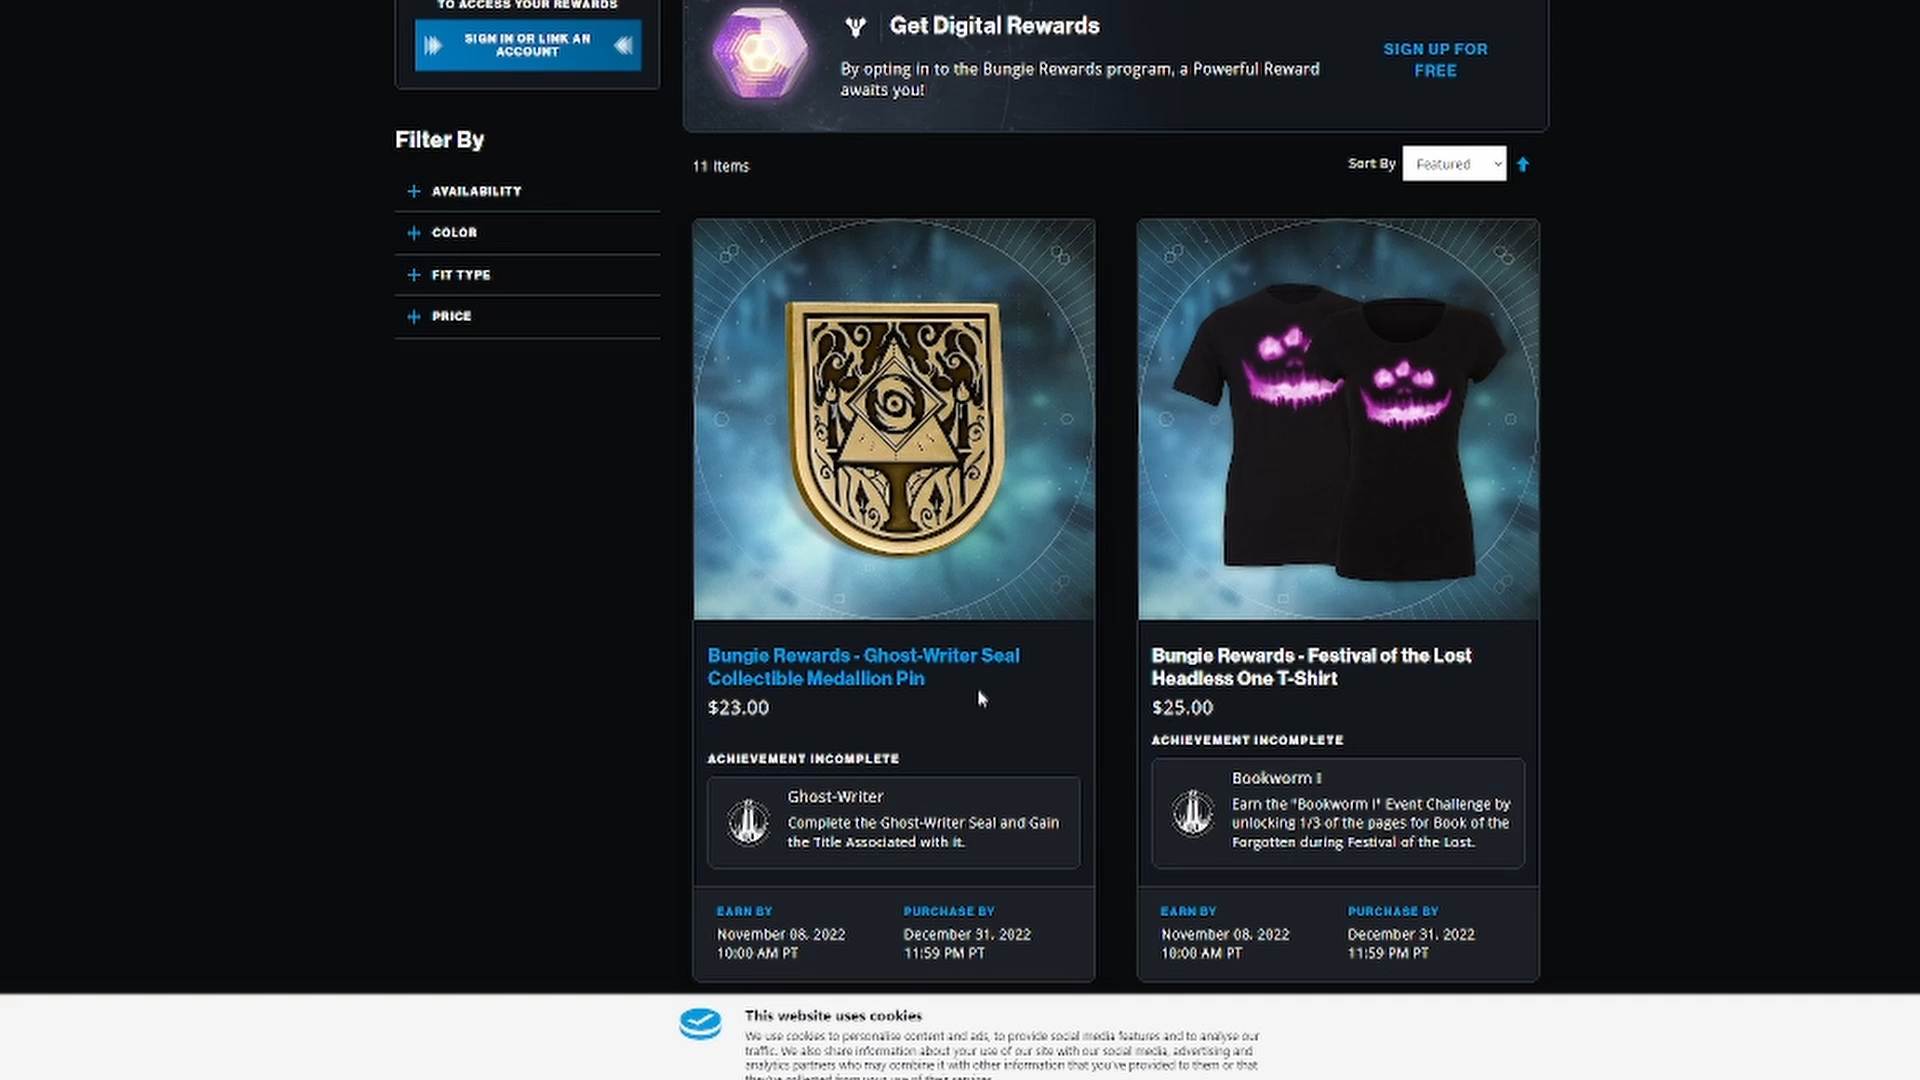 TO ACCESS YOUR REWARDS
SIGN IN OR LINK AN
ACCOUNT
Get Digital Rewards
By opting in to the Bungie Rewards program, a Powerful Reward
awaits you!
SIGN UP FOR
FREE
Filter By
AVAILABILITY
COLOR
FIT TYPE
PRICE
11 Items
Sort By
Featured
Bungie Rewards - Ghost-Writer Seal
Collectible Medallion Pin
$23.00
ACHIEVEMENT INCOMPLETE
Ghost-Writer
Complete the Ghost-Writer Seal and Gain
the Title Associated with it.
EARN BY
November 08, 2022
10:00 AM PT
PURCHASE BY
December 31, 2022
11:59 PM PT
Bungie Rewards - Festival of the Lost
Headless One T-Shirt
$25.00
ACHIEVEMENT INCOMPLETE
Bookworm I
Earn the "Bookworm I" Event Challenge by
unlocking 1/3 of the pages for Book of the
Forgotten during Festival of the Lost.
EARN BY
November 08, 2022
10:00 AM PT
PURCHASE BY
December 31, 2022
11:59 PM PT
This website uses cookies
We use cookies to personalise content and ads, to provide social media features and to analyse our
traffic. We also share information about your use of our site with our social media, advertising and
analytics partners who may combine it with other information that you've provided to them or that
they've collected from your use of their services.